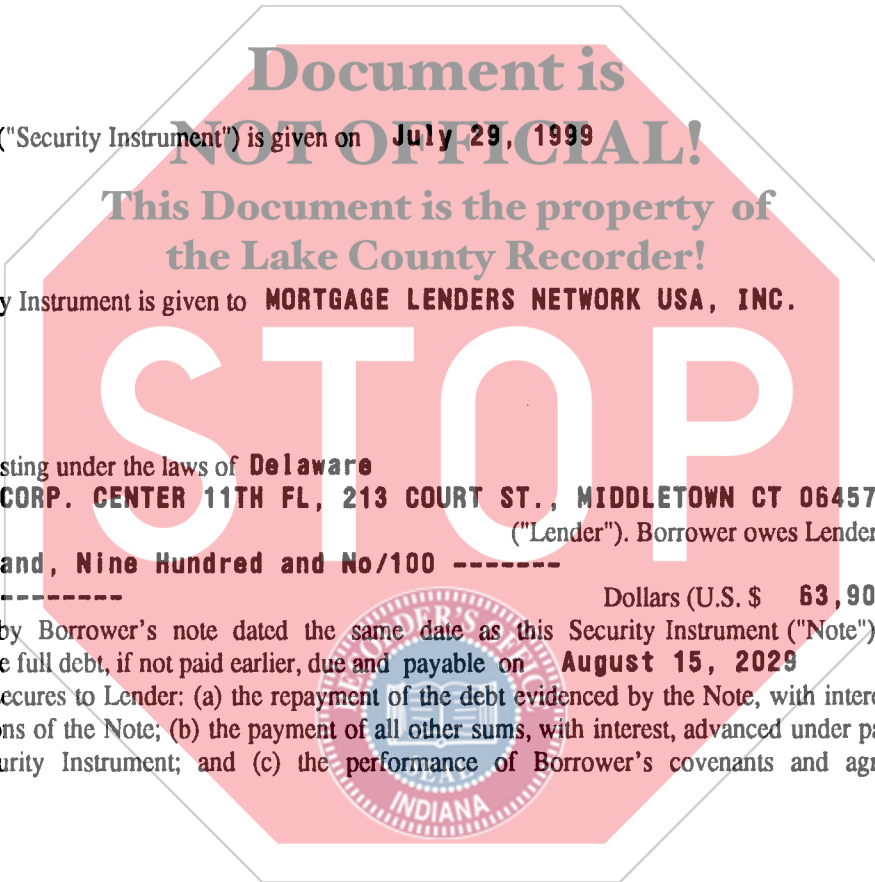 Document is
("Security Instrument") is given on July 29, 1999
NOT OFFICIAL!
This Document is the property of
the Lake County Recorder!
y Instrument is given to MORTGAGE LENDERS NETWORK USA, INC.
STOP
sting under the laws of Delaware
CORP. CENTER 11TH FL, 213 COURT ST., MIDDLETOWN CT 06457
("Lender"). Borrower owes Lender
and, Nine Hundred and No/100 -------
--------- Dollars (U.S. $ 63,90
by Borrower's note dated the same date as this Security Instrument ("Note")
e full debt, if not paid earlier, due and payable on August 15, 2029
ecures to Lender: (a) the repayment of the debt evidenced by the Note, with intere
ons of the Note; (b) the payment of all other sums, with interest, advanced under pa
urity Instrument; and (c) the performance of Borrower's covenants and agr
RECORDER'S OFFICE
SEAL
INDIANA